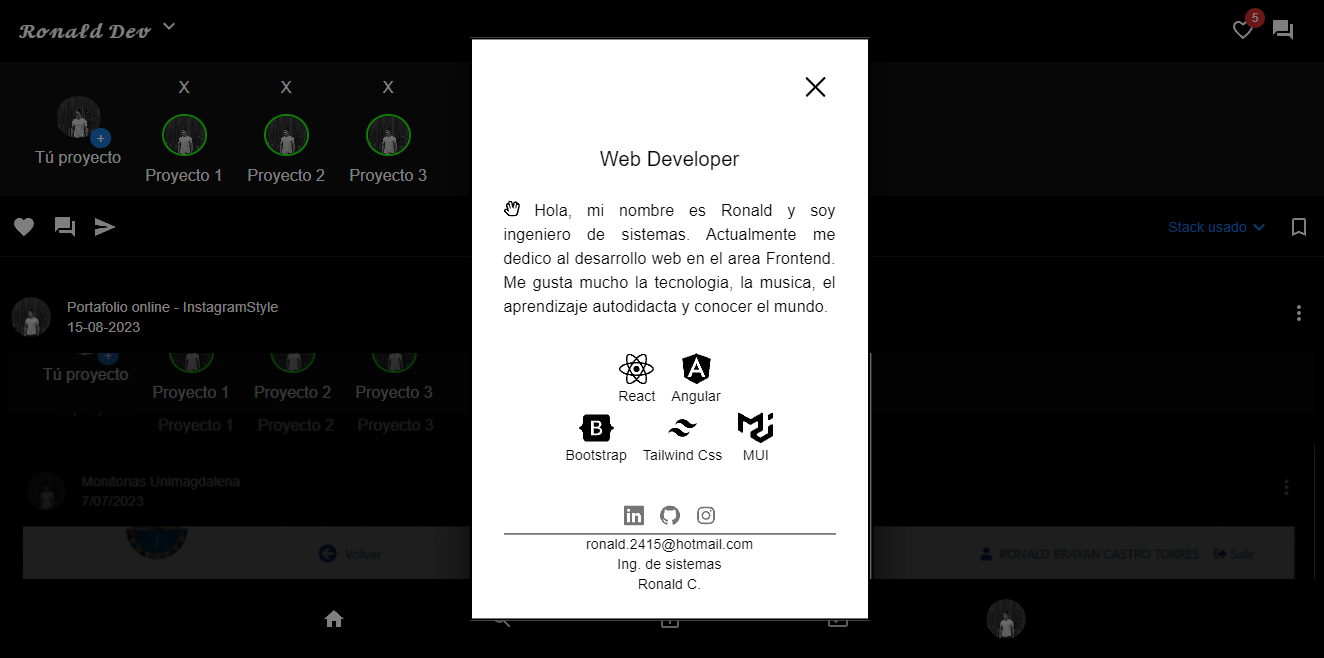 Ronald Dev
5
X X X
Tú proyecto
Proyecto 1 Proyecto 2 Proyecto 3
Stack usado
Portafolio online - InstagramStyle
15-08-2023
Tú proyecto
Proyecto 1 Proyecto 2 Proyecto 3
Proyecto 1 Proyecto 2 Proyecto 3
Monitorias Unimagdalena
7/07/2023
Volver
RONALD BRAYAN CASTRO TORRES Salir
Web Developer
Hola, mi nombre es Ronald y soy
ingeniero de sistemas. Actualmente me
dedico al desarrollo web en el area Frontend.
Me gusta mucho la tecnologia, la musica, el
aprendizaje autodidacta y conocer el mundo.
React Angular
B
Bootstrap Tailwind Css MUI
ronald.2415@hotmail.com
Ing. de sistemas
Ronald C.